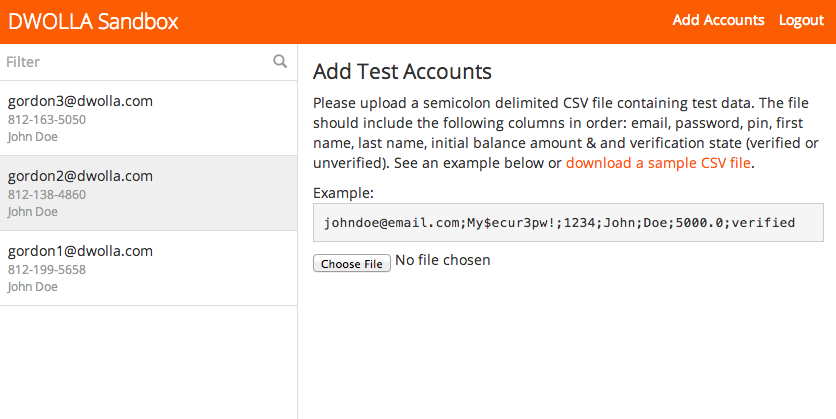 DWOLLA Sandbox
Add Accounts Logout
Filter
gordon3@dwolla.com
812-163-5050
John Doe
gordon2@dwolla.com
812-138-4860
John Doe
gordon1@dwolla.com
812-199-5658
John Doe
Add Test Accounts
Please upload a semicolon delimited CSV file containing test data. The file
should include the following columns in order: email, password, pin, first
name, last name, initial balance amount & and verification state (verified or
unverified). See an example below or download a sample CSV file.
Example:
johndoe@email.com;My$ecur3pw!;1234;John;Doe;5000.0;verified
Choose File No file chosen